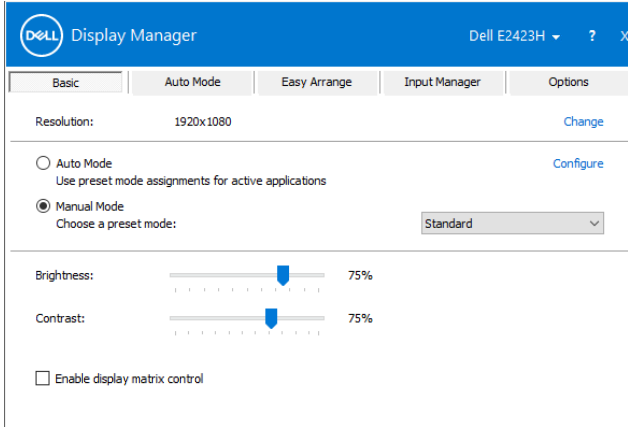 DELL Display Manager Dell E2423H ? X
Basic Auto Mode Easy Arrange Input Manager Options
Resolution: 1920x1080 Change
Auto Mode Configure
Use preset mode assignments for active applications
Manual Mode
Choose a preset mode: Standard
Brightness: 75%
Contrast: 75%
Enable display matrix control